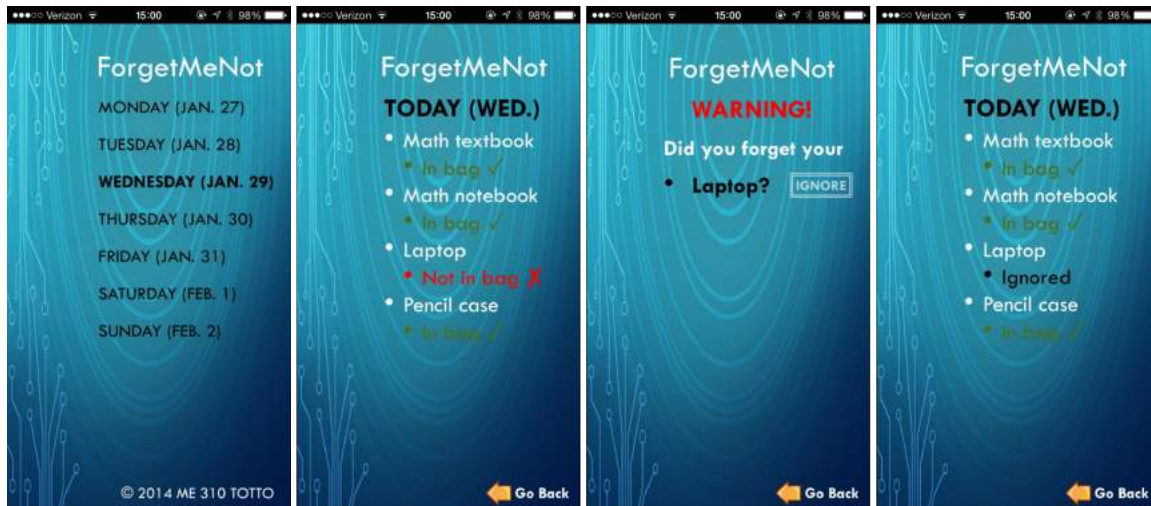 Verizon 15:00 98%
ForgetMeNot
MONDAY (JAN. 27)
TUESDAY (JAN. 28)
WEDNESDAY (JAN. 29)
THURSDAY (JAN. 30)
FRIDAY (JAN. 31)
SATURDAY (FEB. 1)
SUNDAY (FEB. 2)
© 2014 ME 310 TOTTO
Verizon 15:00 98%
ForgetMeNot
TODAY (WED.)
• Math textbook
• In bag ✓
• Math notebook
• In bag ✓
• Laptop
• Not in bag ✗
• Pencil case
• In bag ✓
Go Back
Verizon 15:00 98%
ForgetMeNot
WARNING!
Did you forget your
• Laptop? IGNORE
Go Back
Verizon 15:00 98%
ForgetMeNot
TODAY (WED.)
• Math textbook
• In bag ✓
• Math notebook
• In bag ✓
• Laptop
• Ignored
• Pencil case
• In bag ✓
Go Back